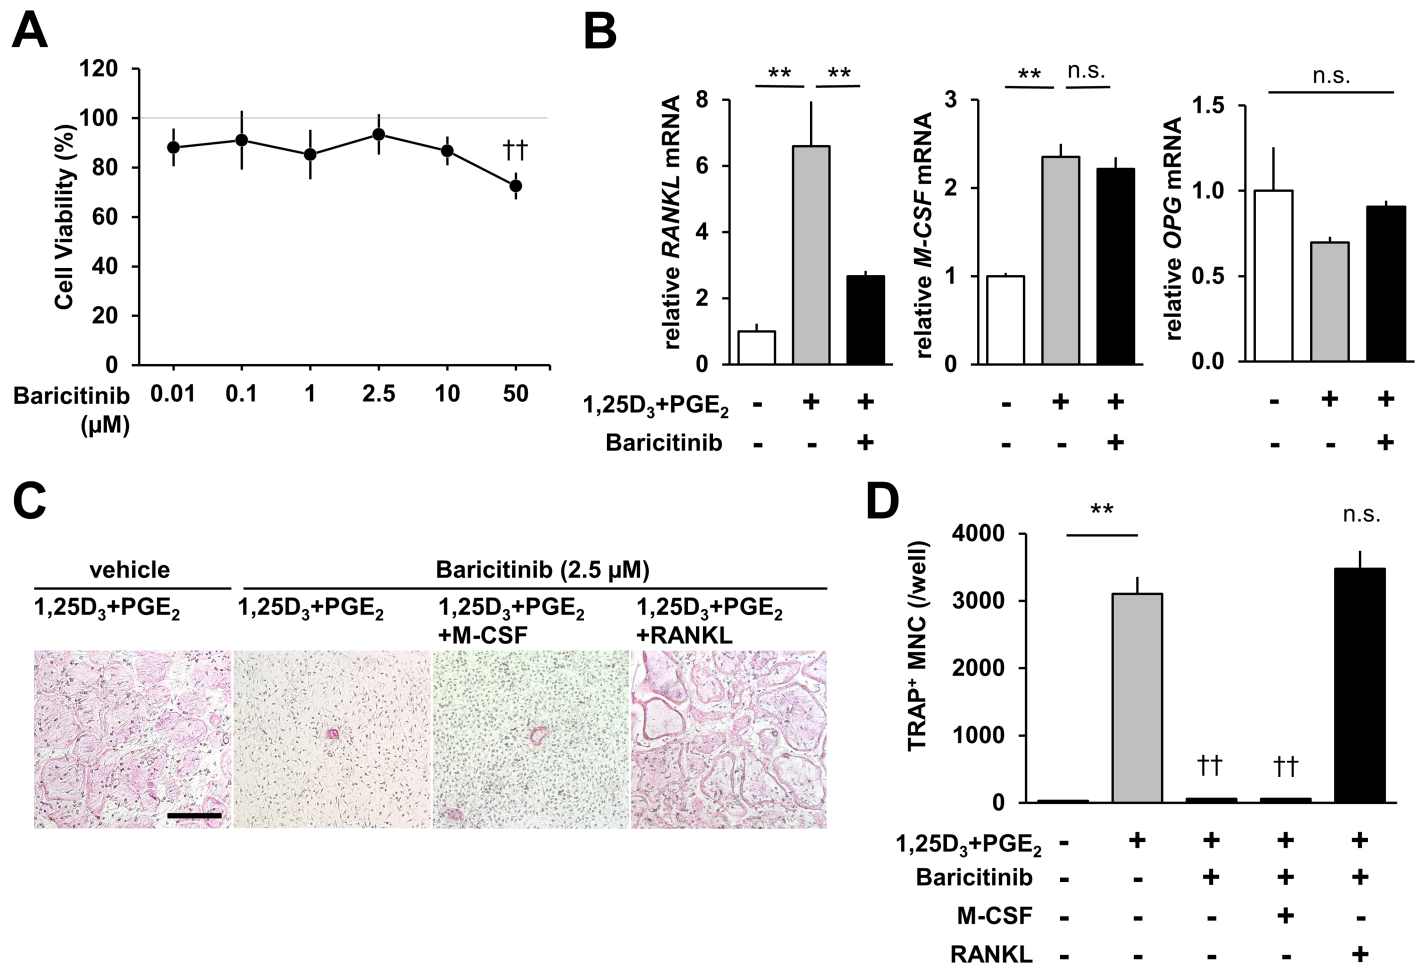 A
120
100
80
60
40
20
0
Cell Viability (%)
††
Baricitinib
(µM)
0.01 0.1 1 2.5 10 50
B
** **
8
6
4
2
0
relative RANKL mRNA
** n.s.
3
2
1
0
relative M-CSF mRNA
n.s.
1.5
1.0
0.5
0.0
relative OPG mRNA
1,25D3+PGE2 - + + - + + - + +
Baricitinib - - + - - + - - +
C
vehicle Baricitinib (2.5 µM)
1,25D3+PGE2 1,25D3+PGE2 1,25D3+PGE2 1,25D3+PGE2
+M-CSF +RANKL
D
** n.s.
4000
3000
2000
1000
0
TRAP+ MNC (/well)
†† ††
1,25D3+PGE2 - + + + +
Baricitinib - - + + +
M-CSF - - - + -
RANKL - - - - +